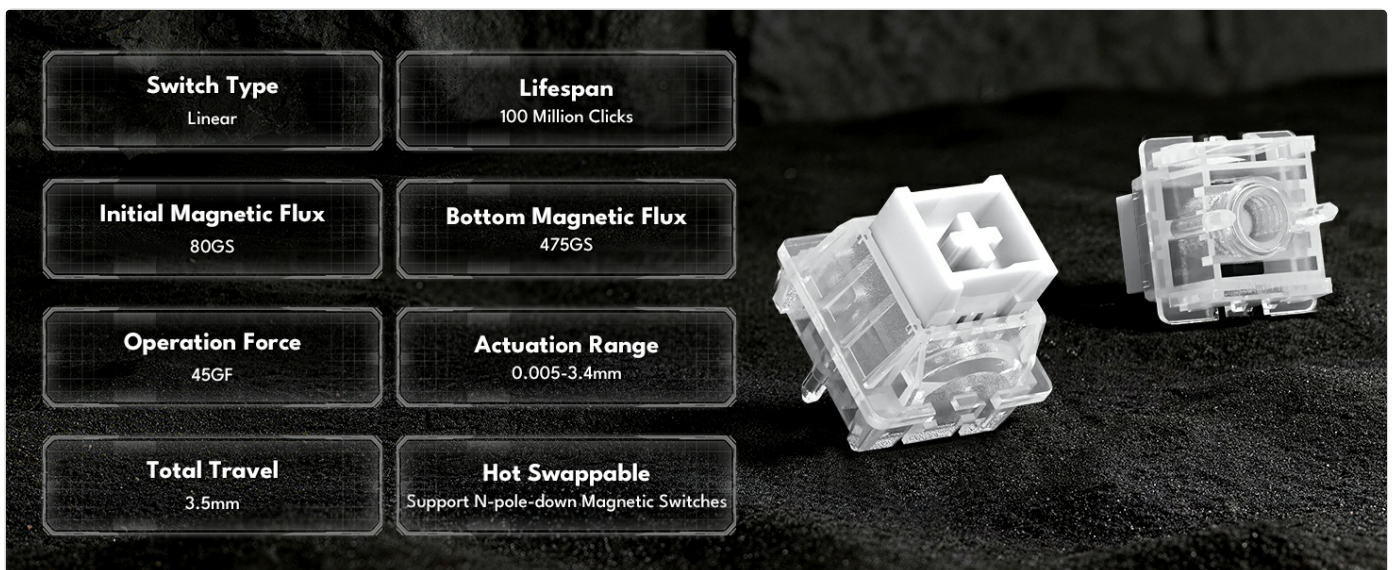 Switch Type
Linear
Lifespan
100 Million Clicks
Initial Magnetic Flux
80GS
Bottom Magnetic Flux
475GS
Operation Force
45GF
Actuation Range
0.005-3.4mm
Total Travel
3.5mm
Hot Swappable
Support N-pole-down Magnetic Switches